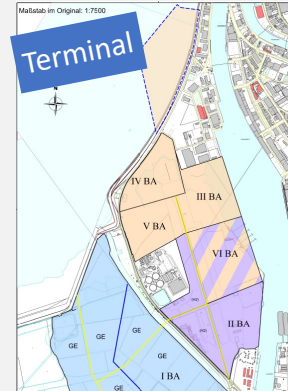 Maßstab im Original: 1:7500
Terminal
IV BA
III BA
V BA
VI BA
II BA
GE
GE
GE
GE
I BA
GE
GE